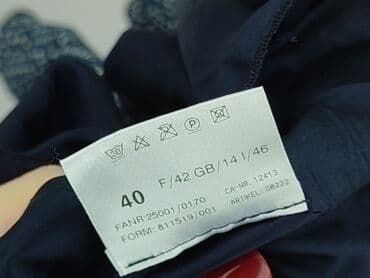 40 F/42 GB/14 I/46
FANR:25001/0170 CA-NR. 12413
FORM: 811519/001 ARTIKEL: 08222